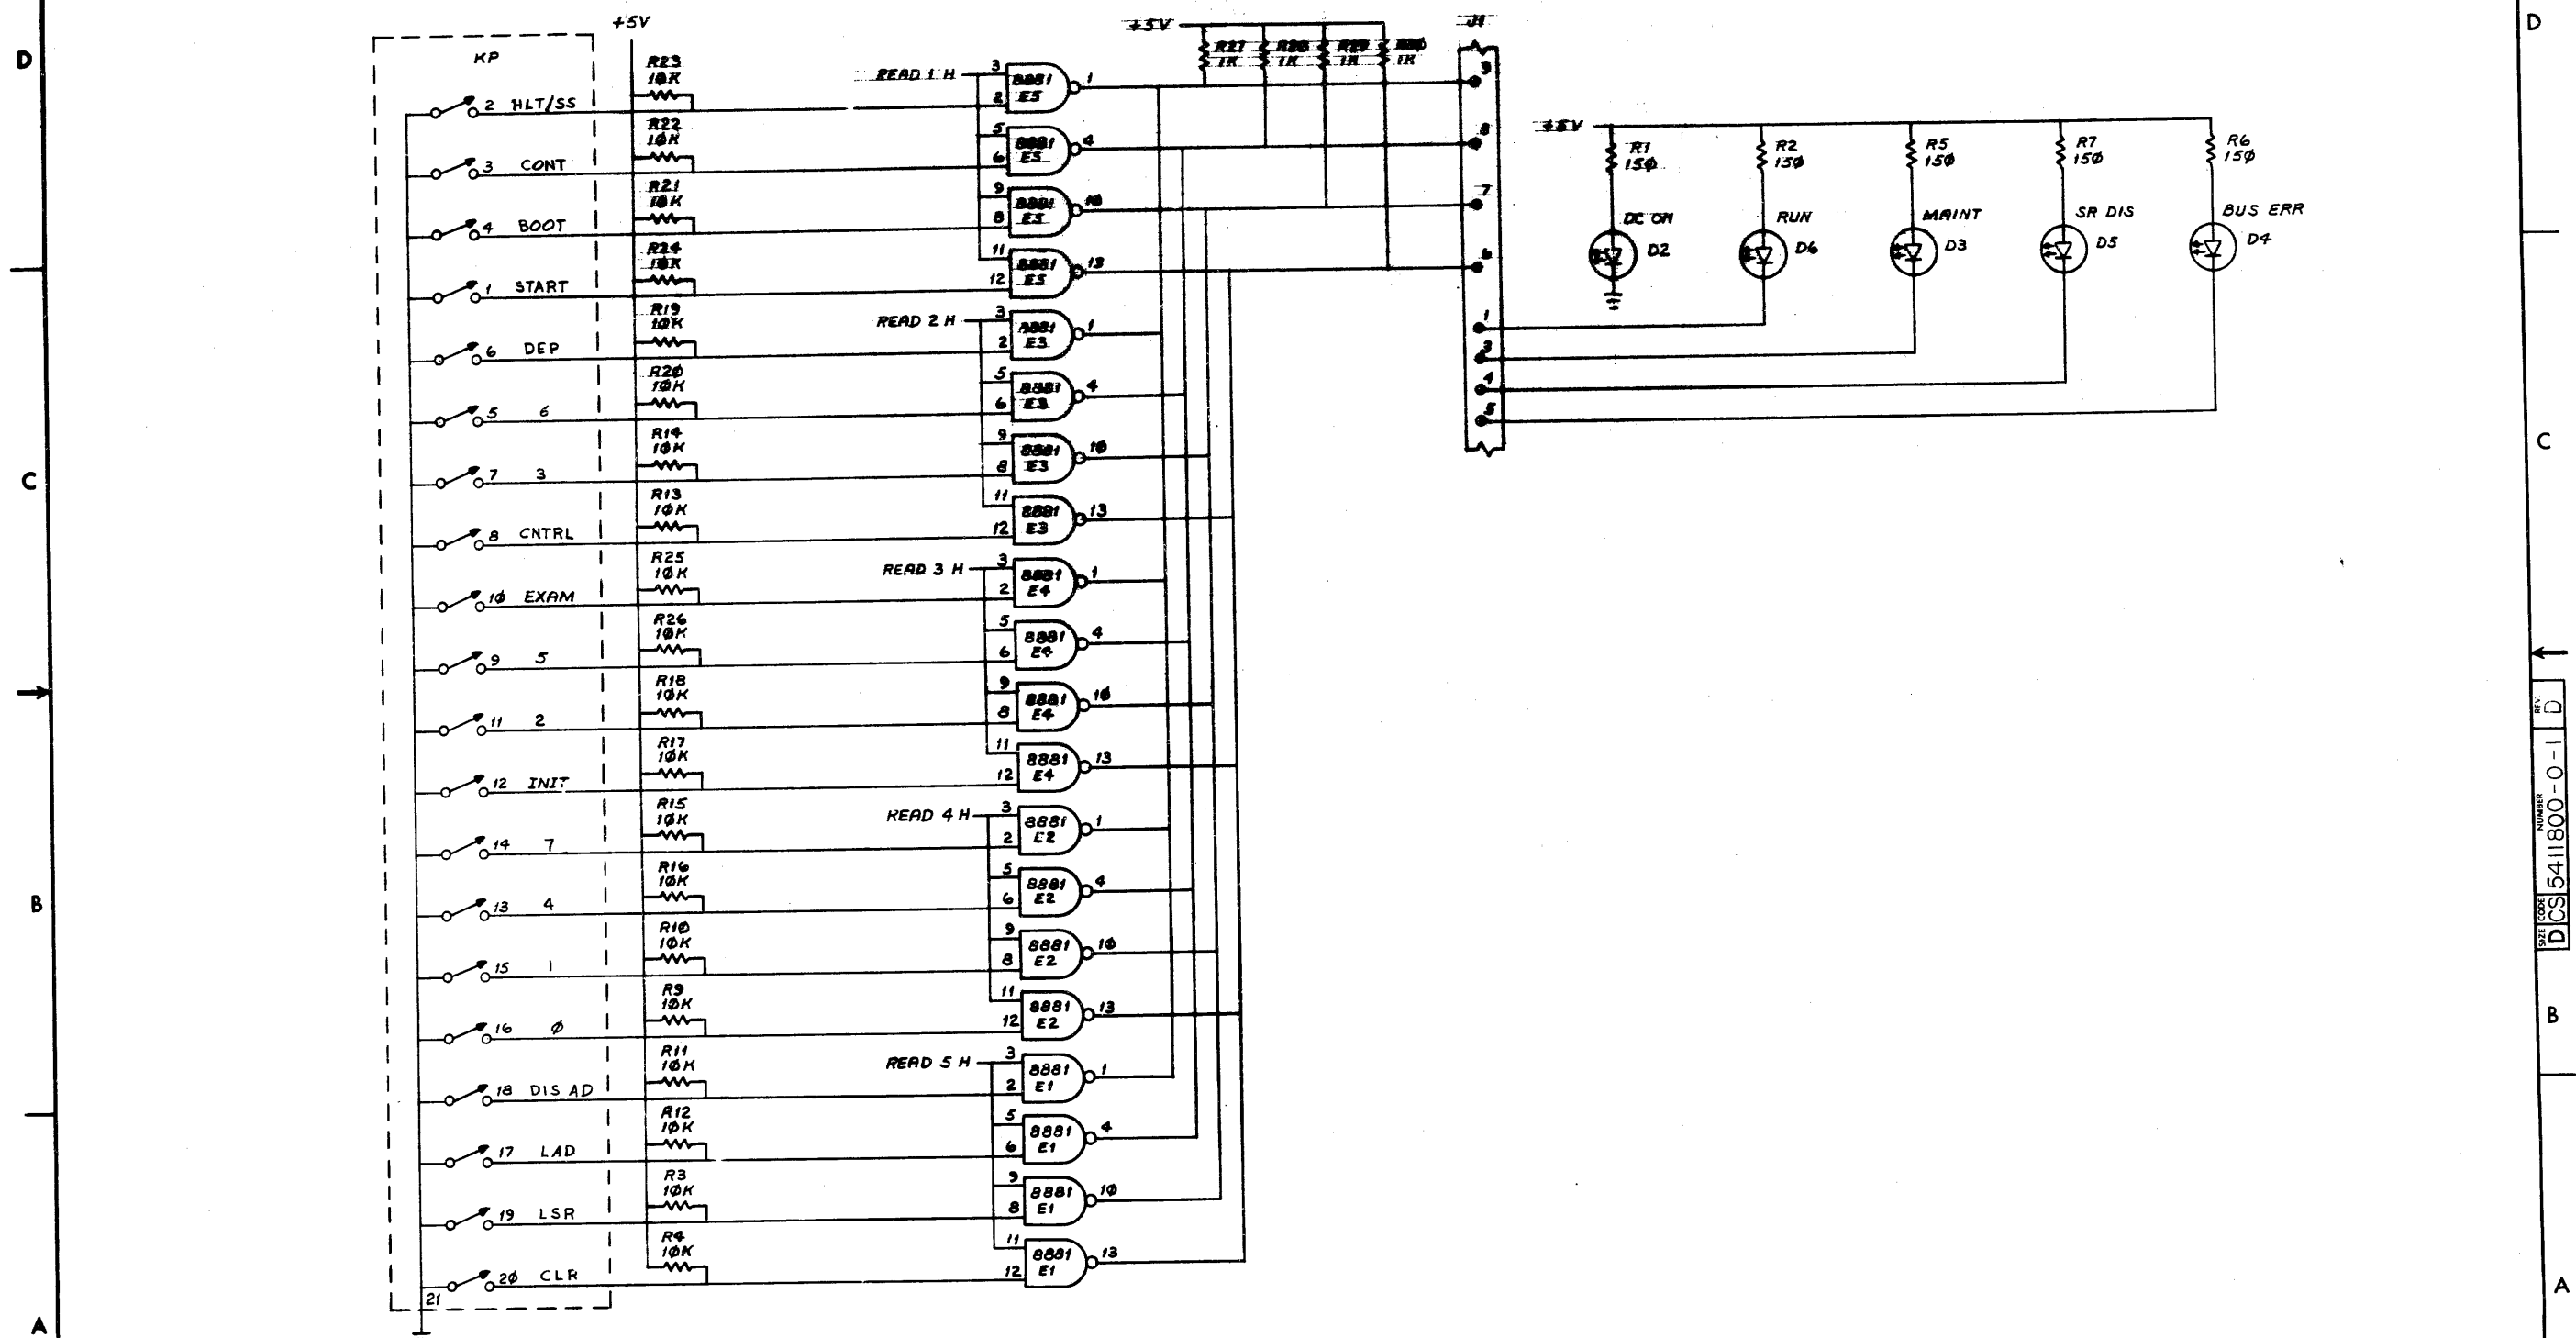 D
D
KP
+5V
+5V
J1
R27
1K
R28
1K
R29
1K
R30
1K
R23
10K
READ 1 H
3
2
8881
E5
1
9
2 HLT/SS
R22
10K
5
6
8881
E5
4
8
3 CONT
R21
10K
9
8
8881
E5
10
7
4 BOOT
R24
10K
11
12
8881
E5
13
6
1 START
+5V
R1
150
R2
150
R5
150
R7
150
R6
150
DC ON
D2
RUN
D6
MAINT
D3
SR DIS
D5
BUS ERR
D4
1
3
4
5
R19
10K
READ 2 H
3
2
8881
E3
1
6 DEP
R20
10K
5
6
8881
E3
4
5 6
R14
10K
9
8
8881
E3
10
7 3
C
C
R13
10K
11
12
8881
E3
13
8 CNTRL
R25
10K
READ 3 H
3
2
8881
E4
1
10 EXAM
R26
10K
5
6
8881
E4
4
9 5
R18
10K
9
8
8881
E4
10
11 2
R17
10K
11
12
8881
E4
13
12 INIT
R15
10K
READ 4 H
3
2
8881
E2
1
14 7
R16
10K
5
6
8881
E2
4
13 4
B
B
R10
10K
9
8
8881
E2
10
15 1
R9
10K
11
12
8881
E2
13
16 0
R11
10K
READ 5 H
3
2
8881
E1
1
18 DIS AD
R12
10K
5
6
8881
E1
4
17 LAD
R3
10K
9
8
8881
E1
10
19 LSR
R4
10K
11
12
8881
E1
13
20 CLR
21
A
A
SIZE CODE NUMBER REV
D CS 5411800-0-1 D